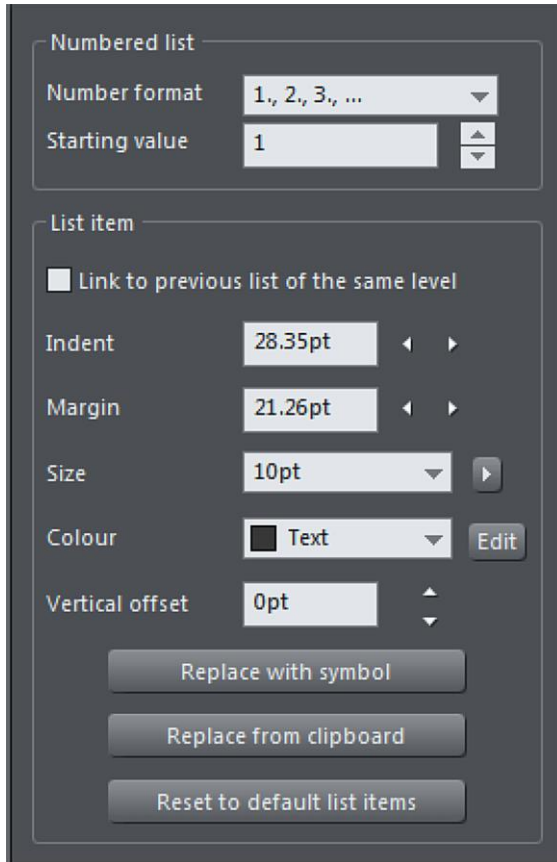 Numbered list
Number format 1., 2., 3., ...
Starting value 1
List item
Link to previous list of the same level
Indent 28.35pt
Margin 21.26pt
Size 10pt
Colour Text Edit
Vertical offset 0pt
Replace with symbol
Replace from clipboard
Reset to default list items